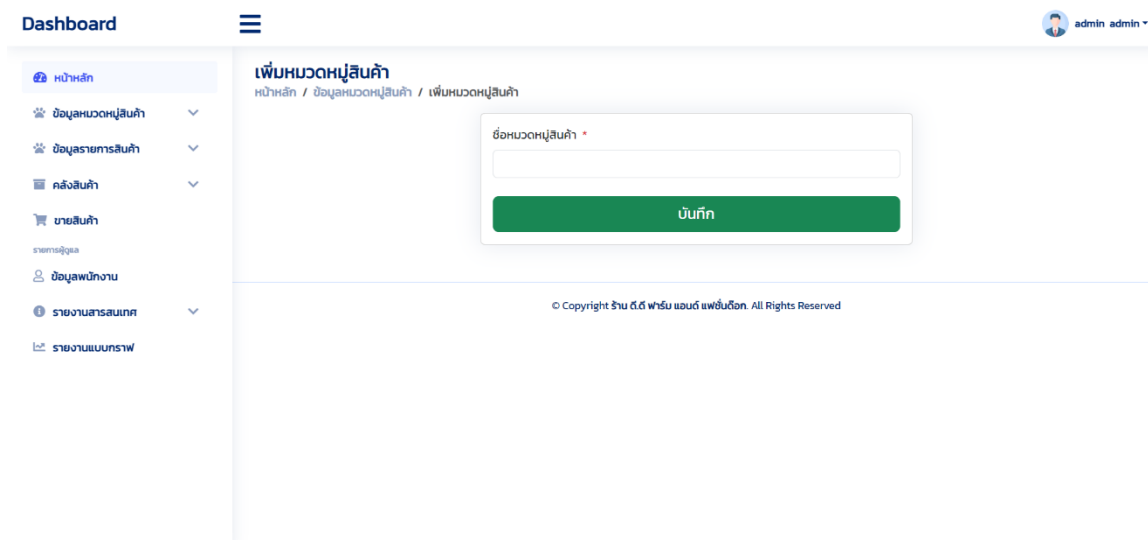 Dashboard
admin admin
หน้าหลัก
ข้อมูลหมวดหมู่สินค้า
ข้อมูลรายการสินค้า
คลังสินค้า
ขายสินค้า
รายการผู้ดูแล
ข้อมูลพนักงาน
รายงานสารสนเทศ
รายงานแบบกราฟ
เพิ่มหมวดหมู่สินค้า
หน้าหลัก / ข้อมูลหมวดหมู่สินค้า / เพิ่มหมวดหมู่สินค้า
ชื่อหมวดหมู่สินค้า *
บันทึก
© Copyright ร้าน ดี.ดี ฟาร์ม แอนด์ แฟชั่นด็อก. All Rights Reserved